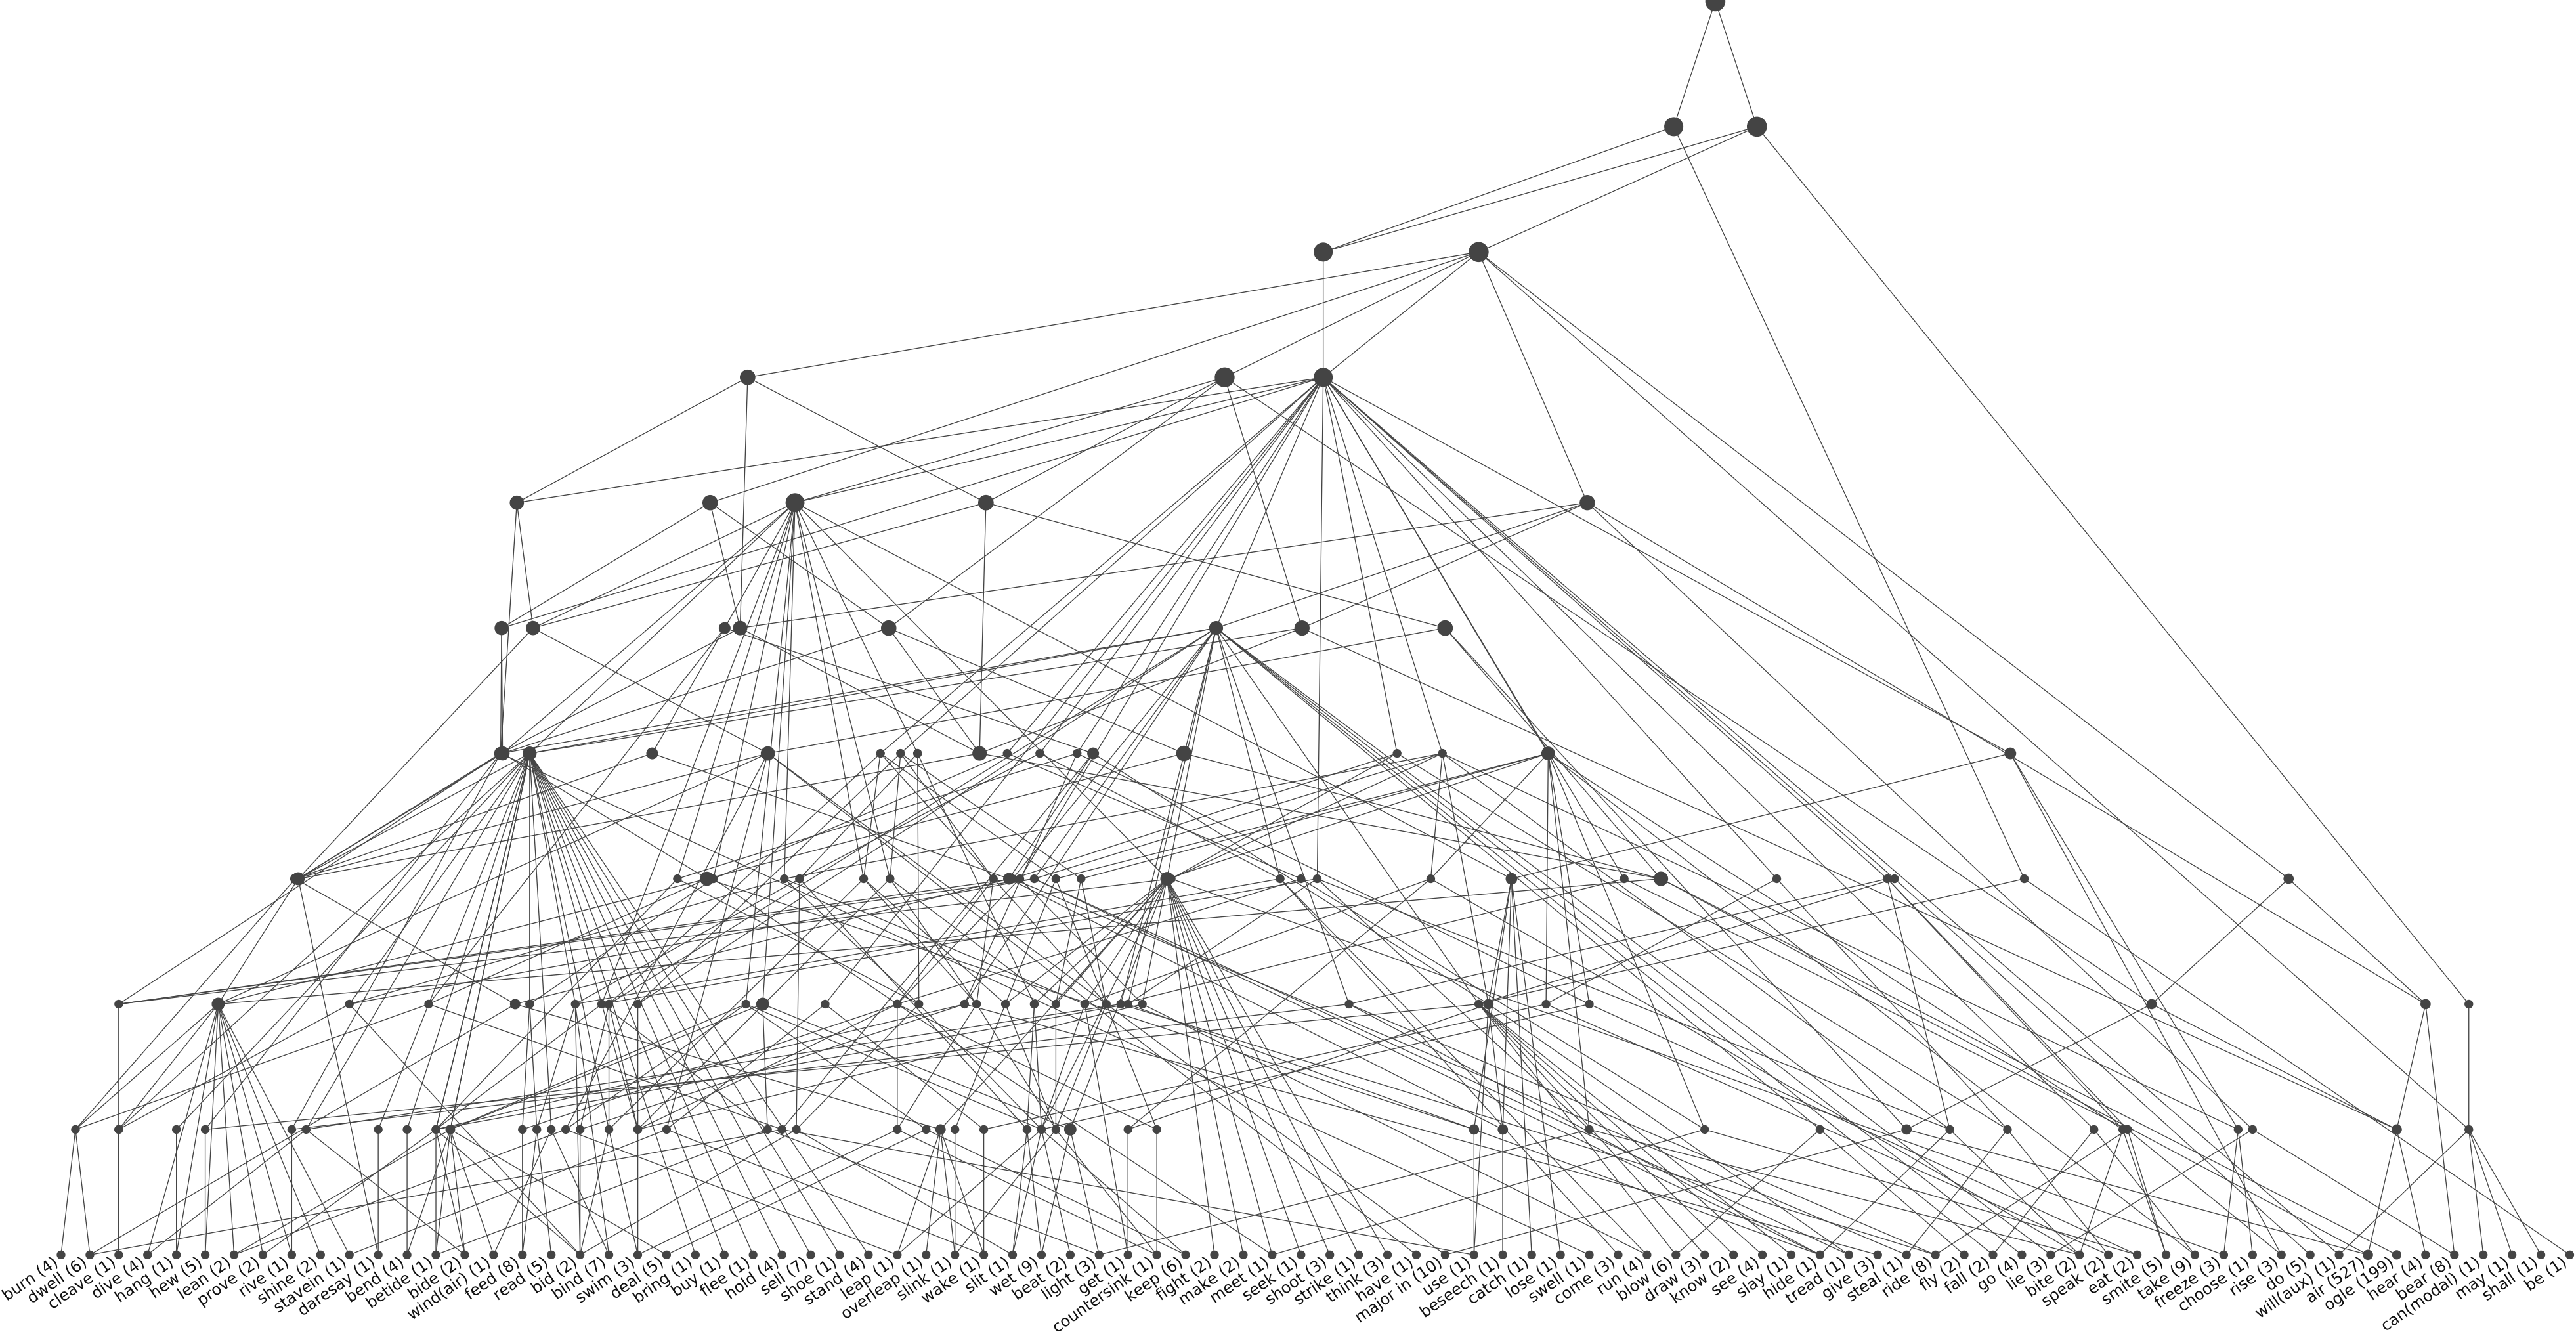 burn (4)
dwell (6)
cleave (1)
dive (4)
hang (1)
hew (5)
lean (2)
prove (2)
rive (1)
shine (2)
stavein (1)
daresay (1)
bend (4)
betide (1)
bide (2)
wind(air) (1)
feed (8)
read (5)
bid (2)
bind (7)
swim (3)
deal (5)
bring (1)
buy (1)
flee (1)
hold (4)
sell (7)
shoe (1)
stand (4)
leap (1)
overleap (1)
slink (1)
wake (1)
slit (1)
wet (9)
beat (2)
light (3)
get (1)
countersink (1)
keep (6)
fight (2)
make (2)
meet (1)
seek (1)
shoot (3)
strike (1)
think (3)
have (1)
major in (10)
use (1)
beseech (1)
catch (1)
lose (1)
swell (1)
come (3)
run (4)
blow (6)
draw (3)
know (2)
see (4)
slay (1)
hide (1)
tread (1)
give (3)
steal (1)
ride (8)
fly (2)
fall (2)
go (4)
lie (3)
bite (2)
speak (2)
eat (2)
smite (5)
take (9)
freeze (3)
choose (1)
rise (3)
do (5)
will(aux) (1)
air (527)
ogle (199)
hear (4)
bear (8)
can(modal) (1)
may (1)
shall (1)
be (1)